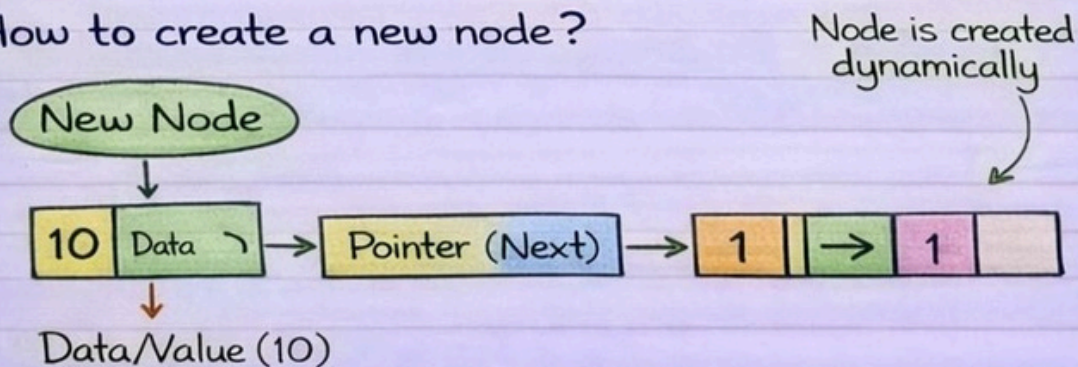 How to create a new node?
Node is created
dynamically
New Node
10 Data → Pointer (Next) → 1 → 1
Data/Value (10)